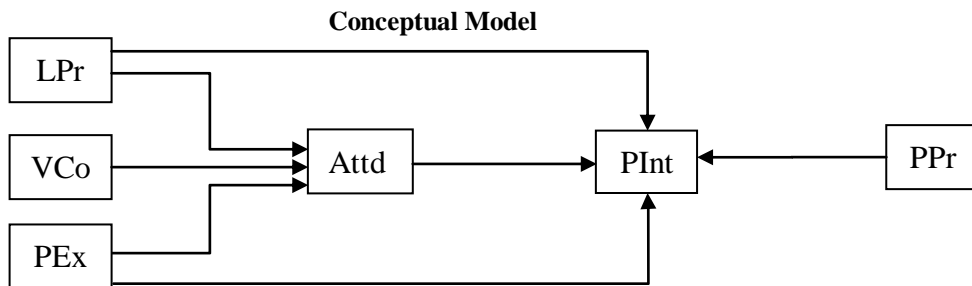 Conceptual Model
LPr
VCo
Attd
PInt
PPr
PEx